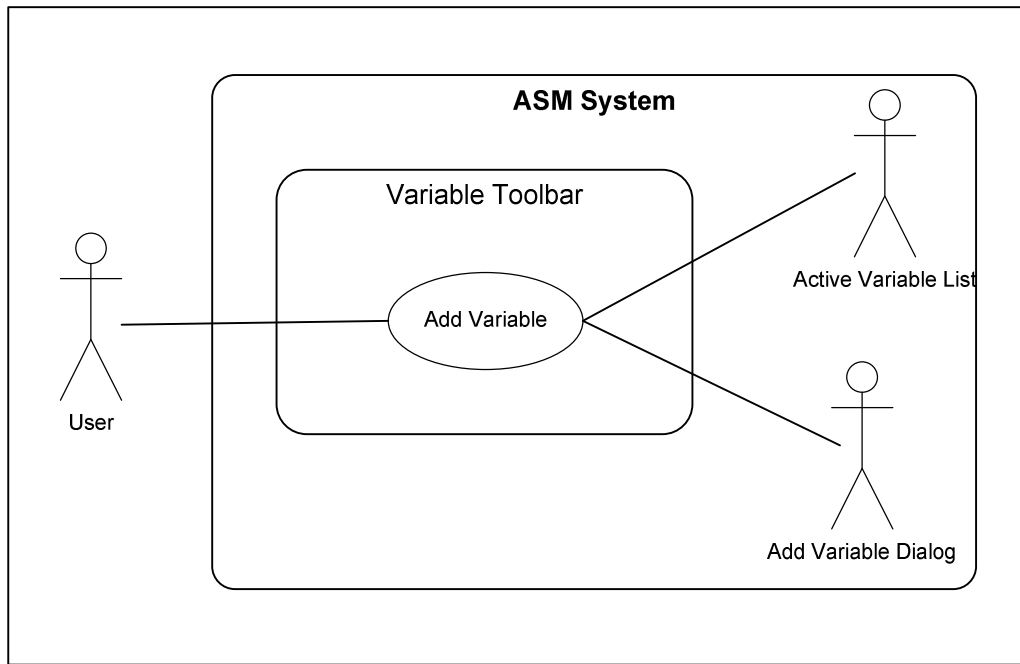 ASM System
Variable Toolbar
Add Variable
User
Active Variable List
Add Variable Dialog